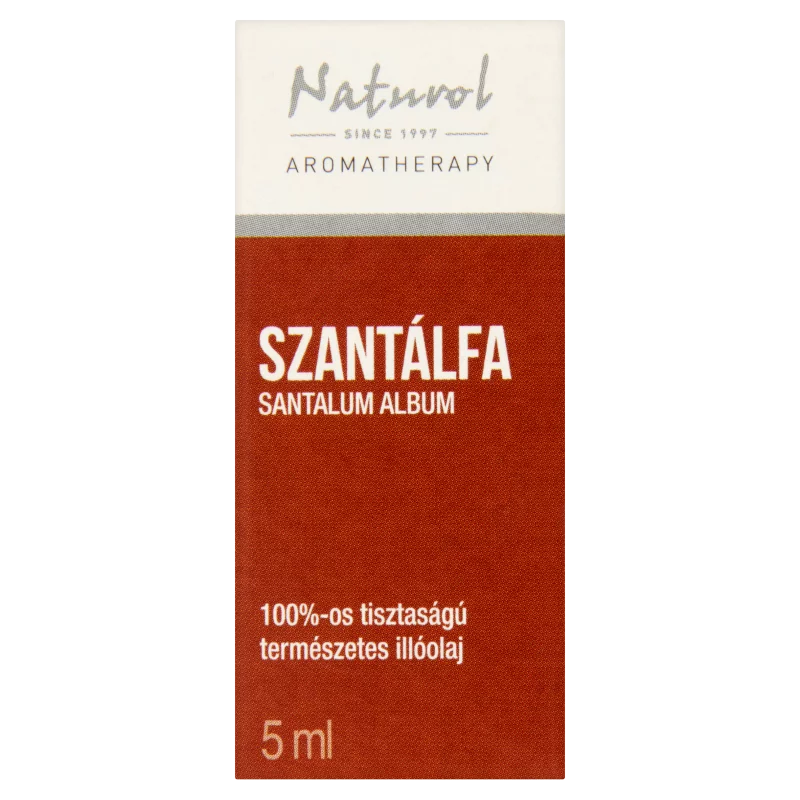 Naturol
SINCE 1997
AROMATHERAPY
SZANTÁLFA
SANTALUM ALBUM
100%-os tisztaságú
természetes illóolaj
5 ml